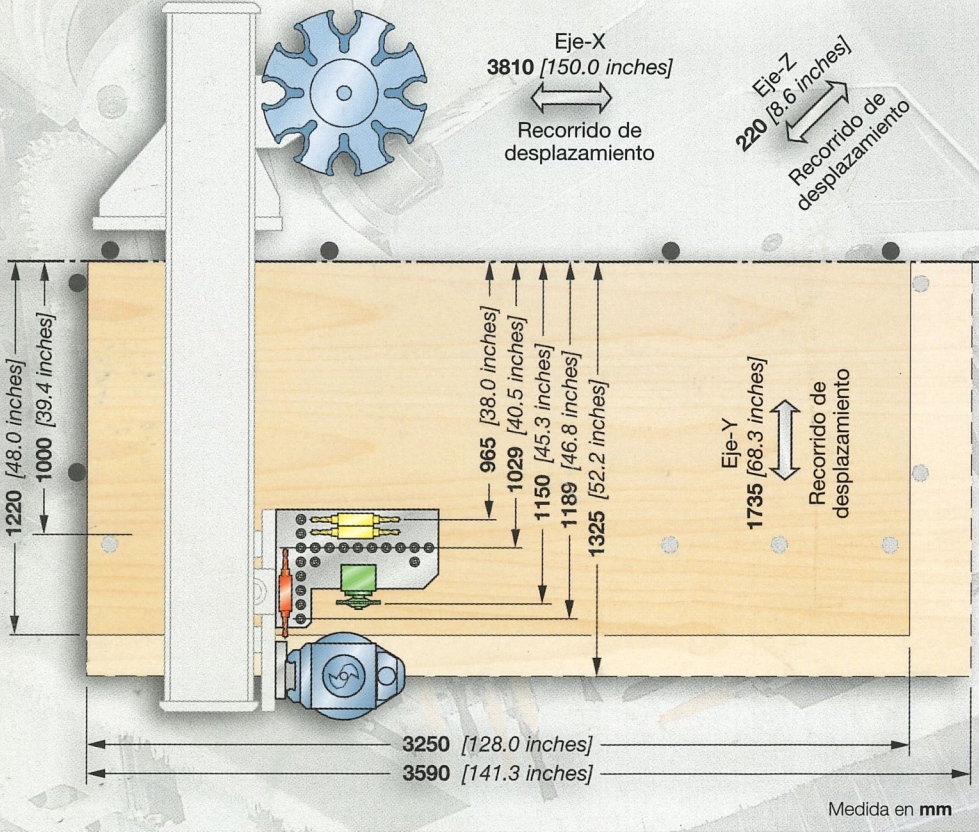 Eje-X
3810 [150.0 inches]
Recorrido de
desplazamiento
Eje-Z
220 [8.6 inches]
Recorrido de
desplazamiento
1220 [48.0 inches]
1000 [39.4 inches]
965 [38.0 inches]
1029 [40.5 inches]
1150 [45.3 inches]
1189 [46.8 inches]
1325 [52.2 inches]
Eje-Y
1735 [68.3 inches]
Recorrido de
desplazamiento
3250 [128.0 inches]
3590 [141.3 inches]
Medida en mm